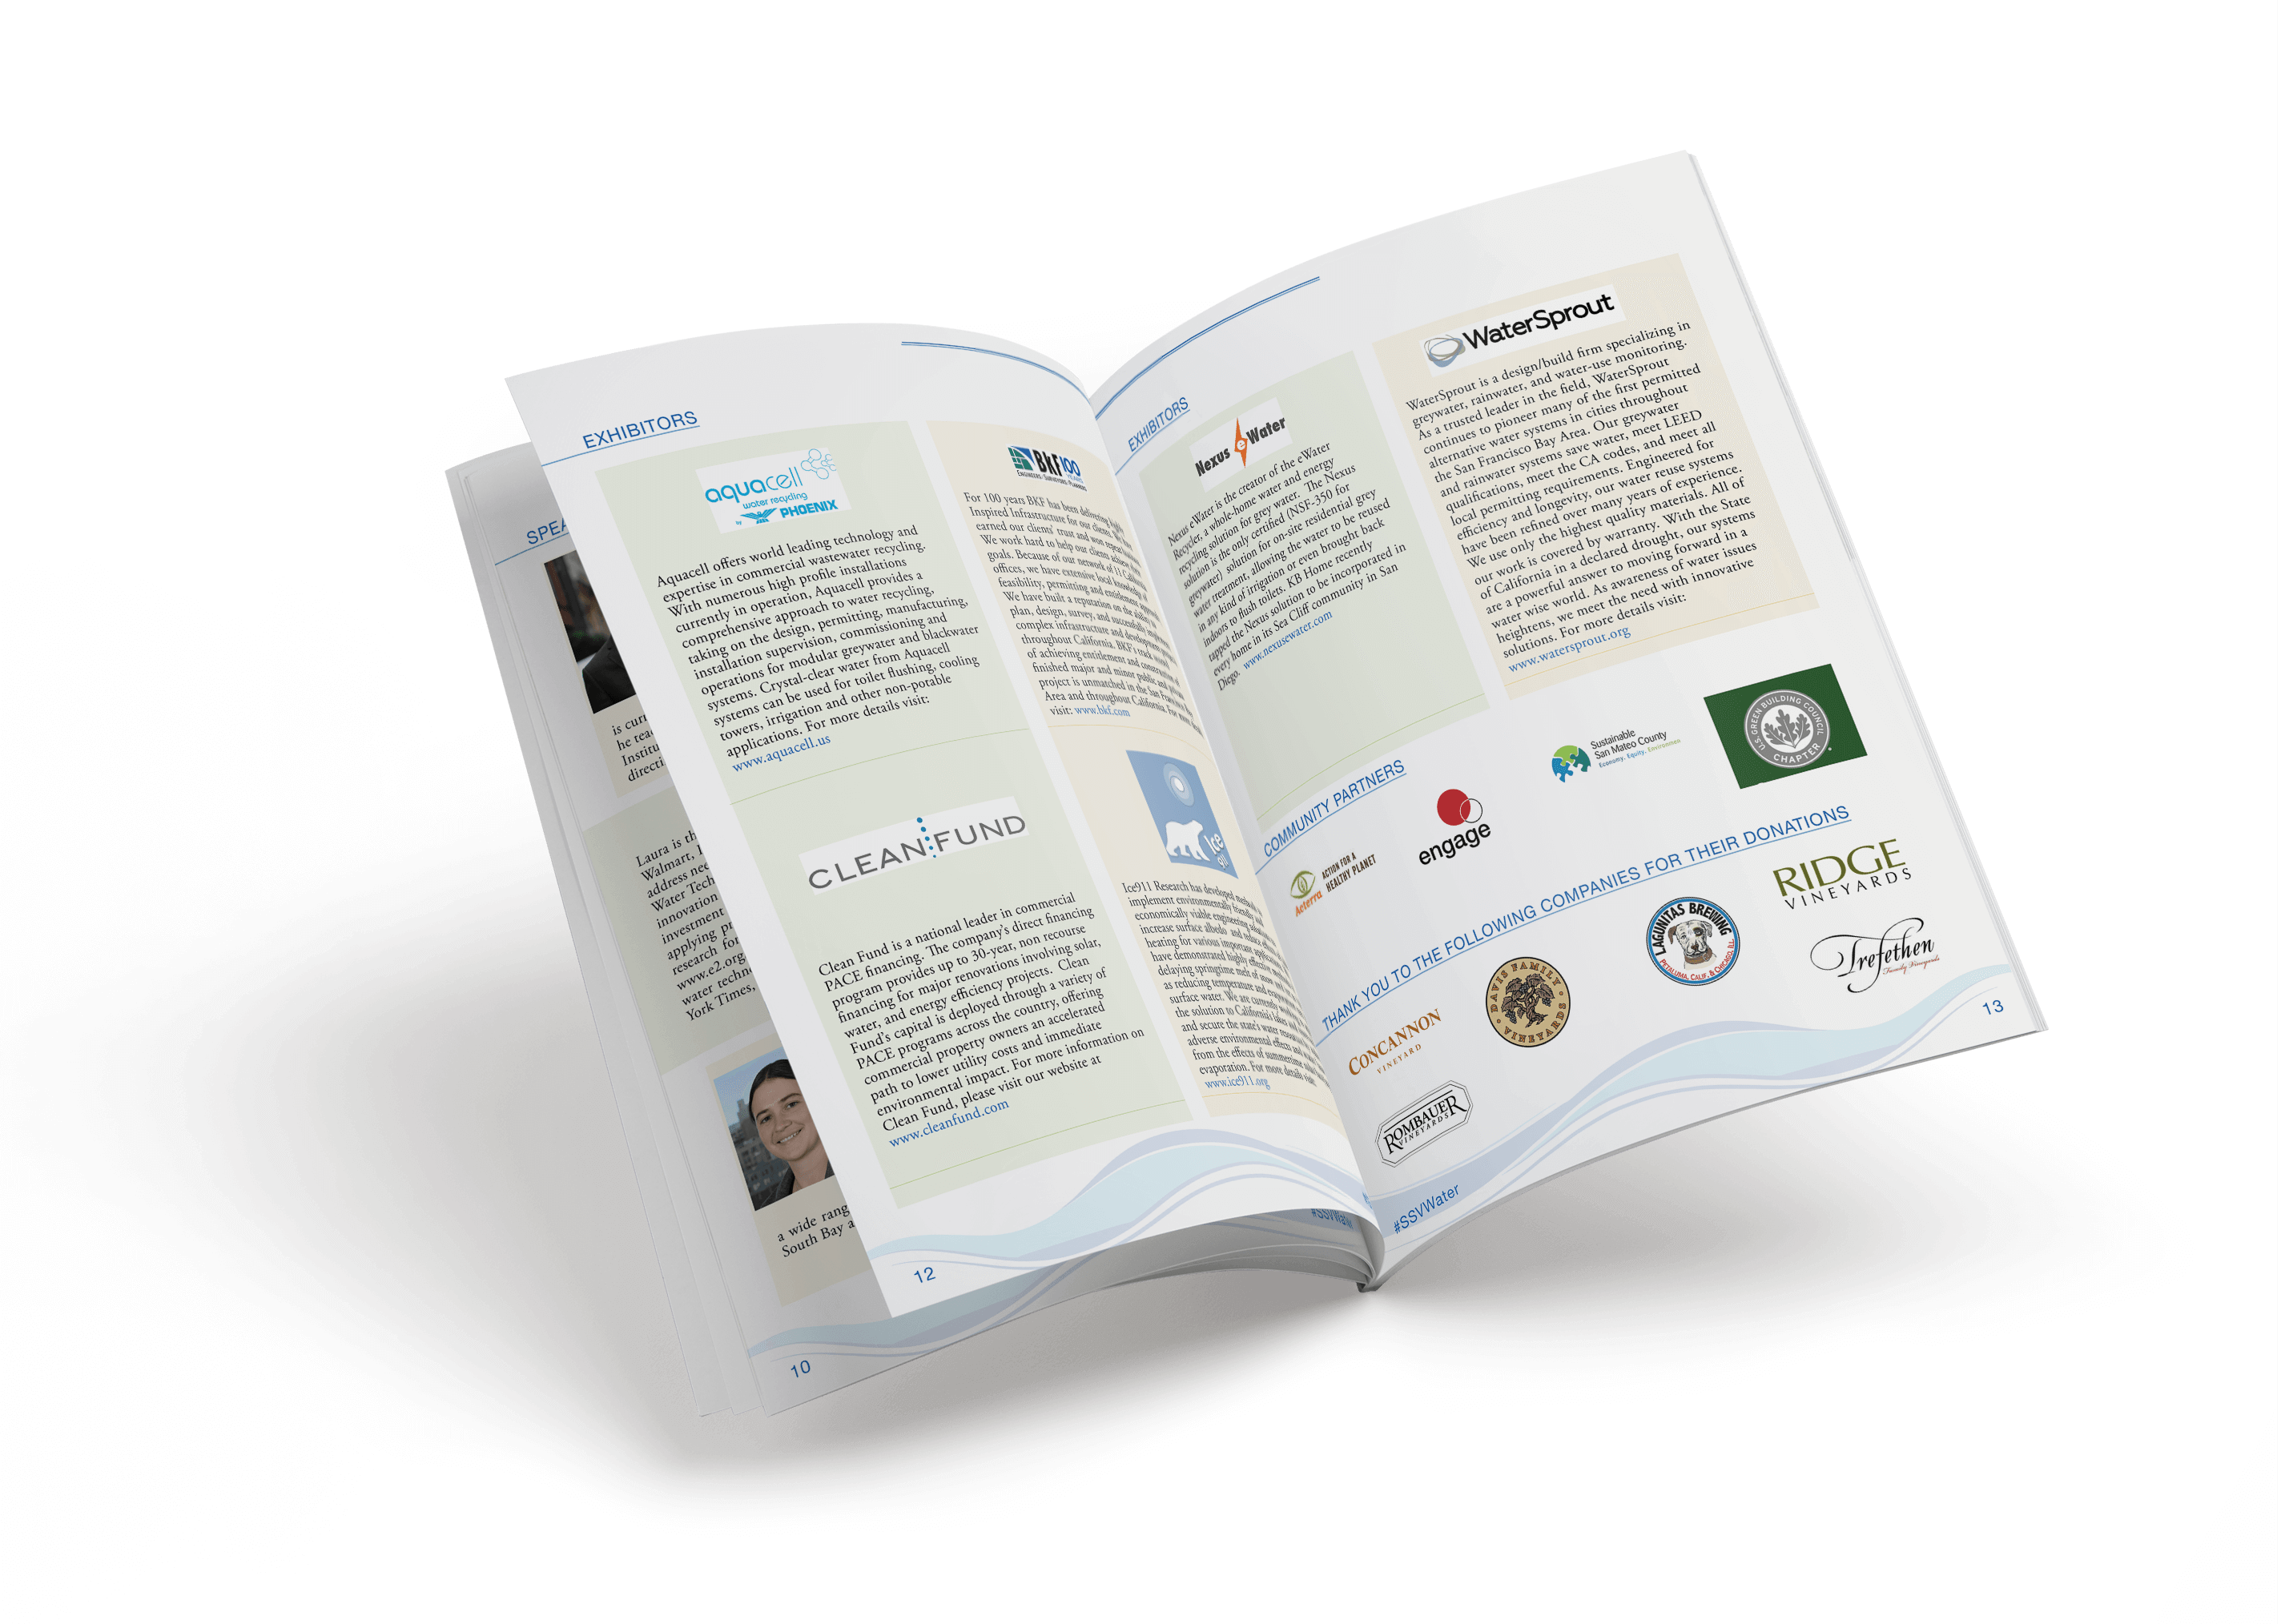 SPEA
is curr
he tea
Institu
directi
Laura is th
Walmart,
address nee
Water Tech
innovation
investment
applying pr
research for
www.e2.org
water techn
York Times,
a wide rang
South Bay a
10
EXHIBITORS
aquacell
water recycling
by PHOENIX
Aquacell offers world leading technology and
expertise in commercial wastewater recycling.
With numerous high profile installations
currently in operation, Aquacell provides a
comprehensive approach to water recycling,
taking on the design, permitting, manufacturing,
installation supervision, commissioning and
operations for modular greywater and blackwater
systems. Crystal-clear water from Aquacell
systems can be used for toilet flushing, cooling
towers, irrigation and other non-potable
applications. For more details visit:
www.aquacell.us
CLEAN FUND
Clean Fund is a national leader in commercial
PACE financing. The company's direct financing
program provides up to 30-year, non recourse
financing for major renovations involving solar,
water, and energy efficiency projects. Clean
Fund's capital is deployed through a variety of
PACE programs across the country, offering
commercial property owners an accelerated
path to lower utility costs and immediate
environmental impact. For more information on
Clean Fund, please visit our website at
www.cleanfund.com
BKF100
YEARS
ENGINEERS SURVEYORS PLANNERS
For 100 years BKF has been delivering
Inspired Infrastructure for our clients. We have
earned our clients' trust and won repeat
We work hard to help our clients achieve their
goals. Because of our network of 11 California
offices, we have extensive local knowledge of
feasibility, permitting and entitlement
We have built a reputation on the ability to
plan, design, survey, and successfully
complex infrastructure and development
throughout California. BKF's track record
of achieving entitlement and construction
finished major and minor public and private
project is unmatched in the San Francisco Bay
Area and throughout California. For more
visit: www.bkf.com
Ice
911
Ice911 Research has developed
implement environmentally friendly
economically viable engineering
increase surface albedo and reduce
heating for various important
have demonstrated highly effective
delaying springtime melt of snow
as reducing temperature and
surface water. We are currently
the solution to California's lakes
and secure the state's water
adverse environmental effects and
from the effects of summertime
evaporation. For more details visit:
www.ice911.org
12
#SSVWater
EXHIBITORS
Nexus eWater
Nexus eWater is the creator of the eWater
Recycler, a whole-home water and energy
recycling solution for grey water. The Nexus
solution is the only certified (NSF-350 for
greywater) solution for on-site residential grey
water treatment, allowing the water to be reused
in any kind of irrigation or even brought back
indoors to flush toilets. KB Home recently
tapped the Nexus solution to be incorporated in
every home in its Sea Cliff community in San
Diego. www.nexusewater.com
WaterSprout
WaterSprout is a design/build firm specializing in
greywater, rainwater, and water-use monitoring.
As a trusted leader in the field, WaterSprout
continues to pioneer many of the first permitted
alternative water systems in cities throughout
the San Francisco Bay Area. Our greywater
and rainwater systems save water, meet LEED
qualifications, meet the CA codes, and meet all
local permitting requirements. Engineered for
efficiency and longevity, our water reuse systems
have been refined over many years of experience.
We use only the highest quality materials. All of
our work is covered by warranty. With the State
of California in a declared drought, our systems
are a powerful answer to moving forward in a
water wise world. As awareness of water issues
heightens, we meet the need with innovative
solutions. For more details visit:
www.watersprout.org
COMMUNITY PARTNERS
Acterra
ACTION FOR A
HEALTHY PLANET
engage
Sustainable
San Mateo County
Economy, Equity, Environmen
U.S. GREEN BUILDING COUNCIL
CHAPTER
THANK YOU TO THE FOLLOWING COMPANIES FOR THEIR DONATIONS
CONCANNON
VINEYARD
DAVIS FAMILY
VINEYARDS
LAGUNITAS BREWING
PETALUMA, CALIF. & CHICAGO, ILL.
RIDGE
VINEYARDS
Trefethen
Family Vineyards
ROMBAUER
VINEYARDS
#SSVWater
13